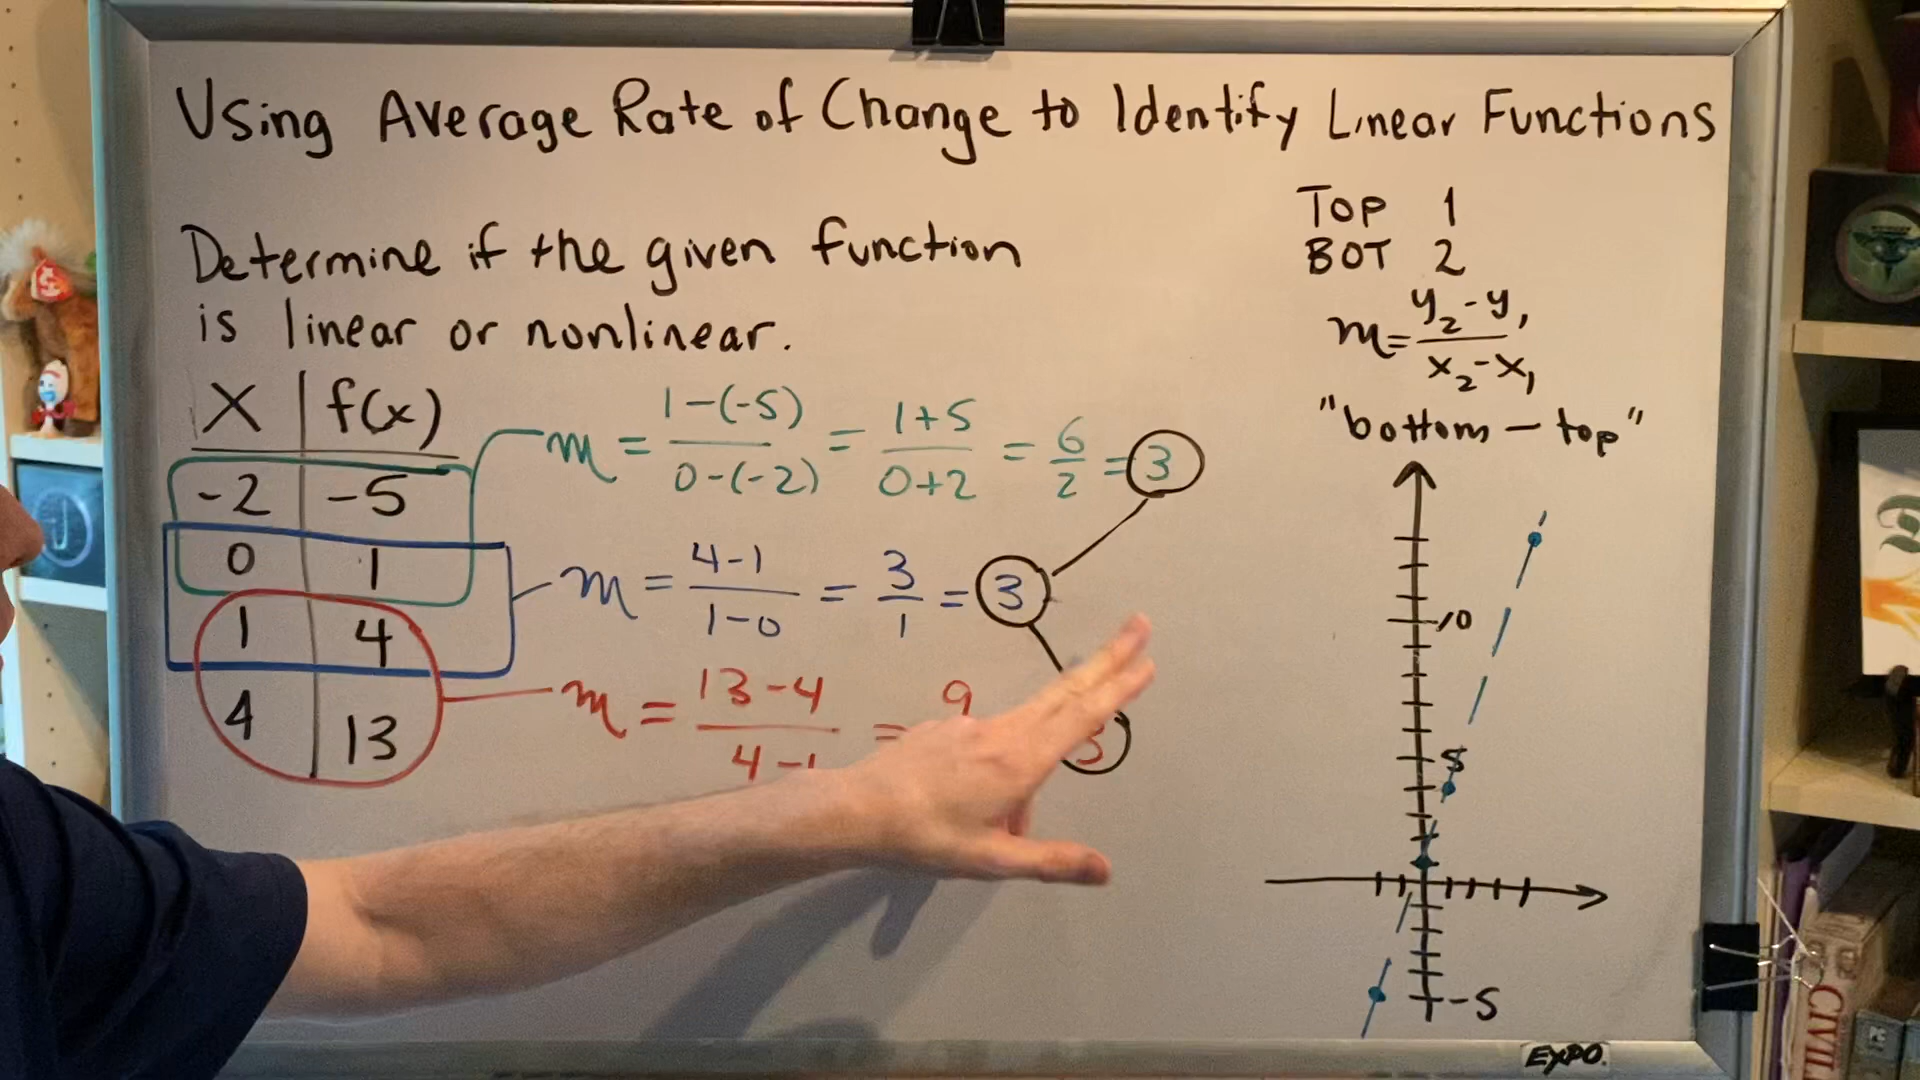 Using Average Rate of Change to Identify Linear Functions
Determine if the given function
is linear or nonlinear.
TOP 1
BOT 2
m = (y₂ - y₁)/(x₂ - x₁)
"bottom - top"
X | f(x)
-2 | -5
0 | 1
1 | 4
4 | 13
m = (1-(-5))/(0-(-2)) = (1+5)/(0+2) = 6/2 = 3
m = (4-1)/(1-0) = 3/1 = 3
m = (13-4)/(4-1) = 9
3
10
5
-5
EXPO.
CIVIL